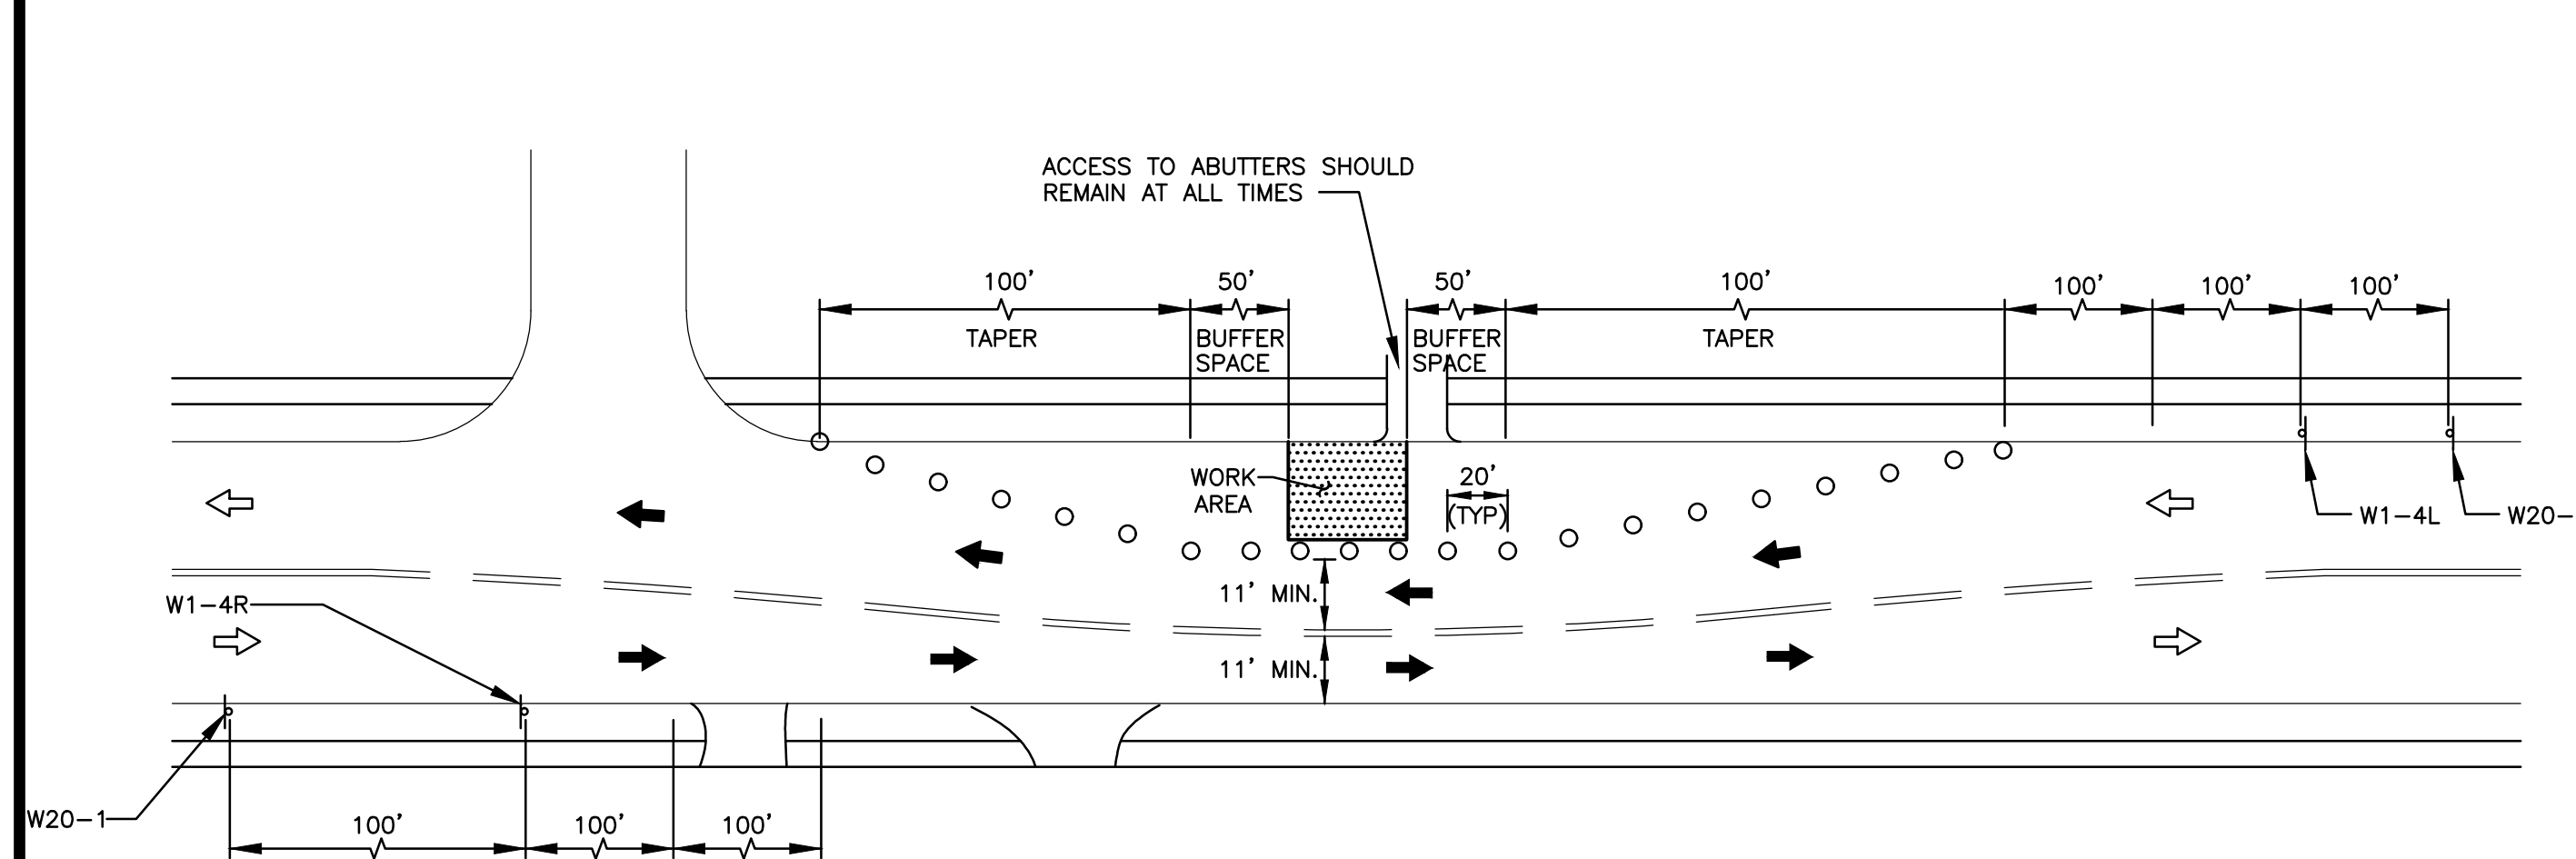 ACCESS TO ABUTTERS SHOULD
REMAIN AT ALL TIMES
100' 50' 50' 100' 100' 100' 100'
TAPER BUFFER BUFFER TAPER
SPACE SPACE
WORK
AREA
20'
(TYP)
W1-4L W20-
11' MIN.
W1-4R
11' MIN.
W20-1
100' 100' 100'